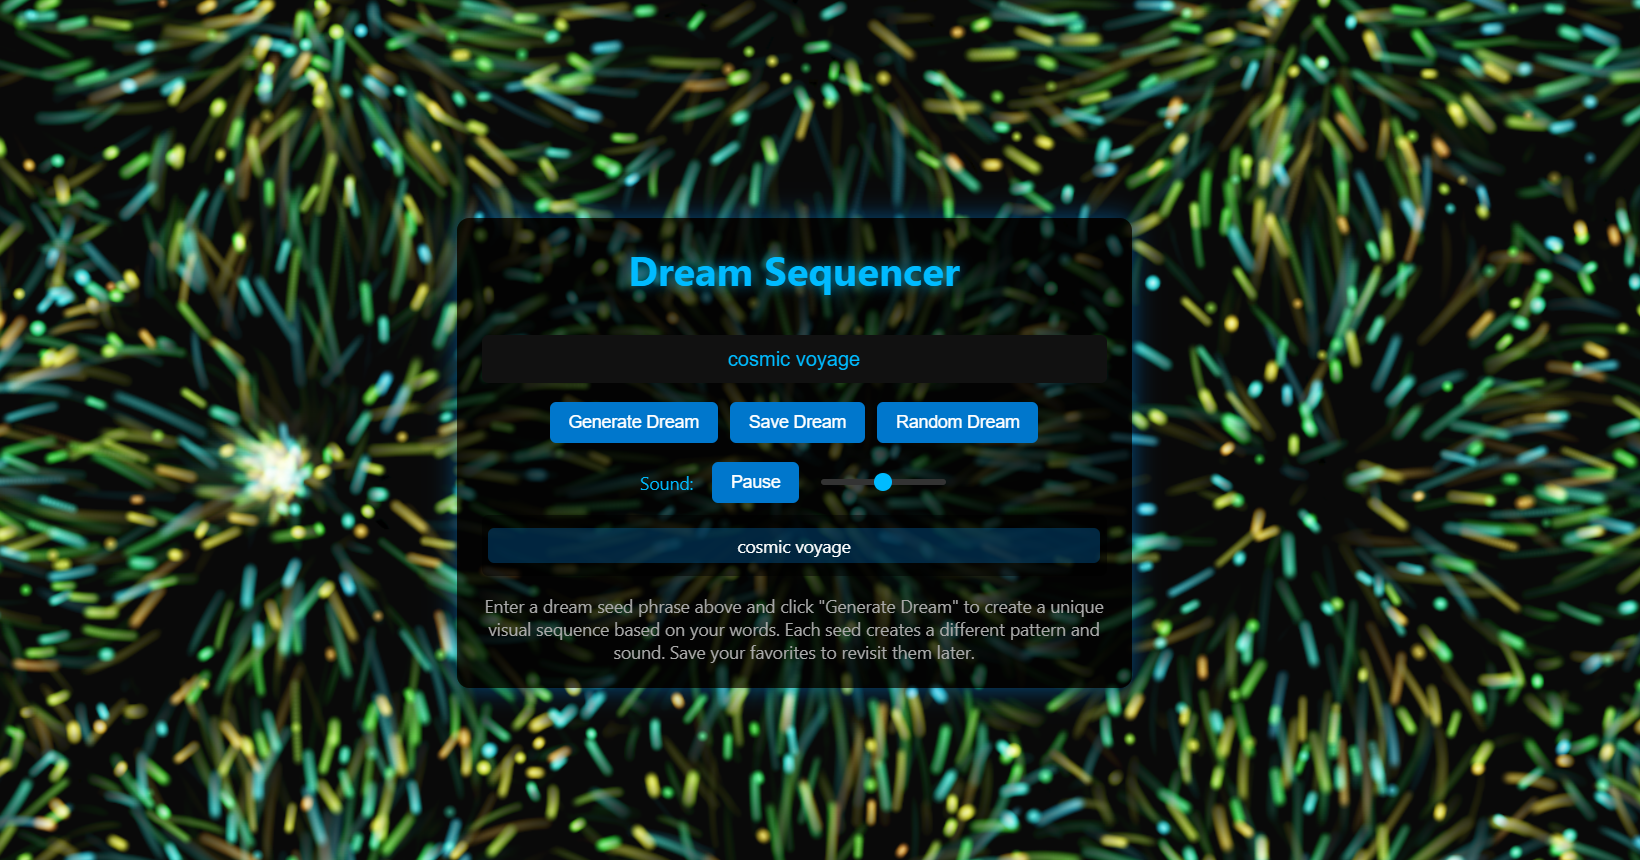 Dream Sequencer
cosmic voyage
Generate Dream Save Dream Random Dream
Sound: Pause
cosmic voyage
Enter a dream seed phrase above and click "Generate Dream" to create a unique
visual sequence based on your words. Each seed creates a different pattern and
sound. Save your favorites to revisit them later.